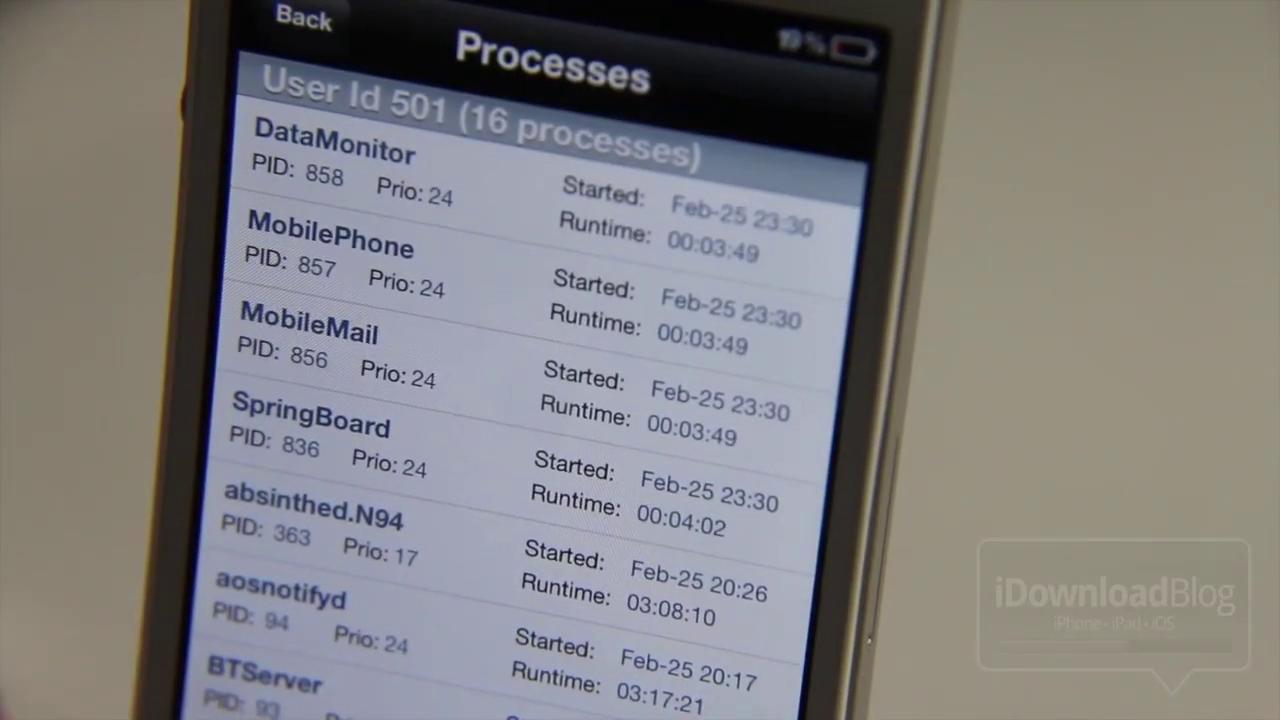 Back
Processes
19%
User Id 501 (16 processes)
DataMonitor
PID: 858 Prio: 24
Started: Feb-25 23:30
Runtime: 00:03:49
MobilePhone
PID: 857 Prio: 24
Started: Feb-25 23:30
Runtime: 00:03:49
MobileMail
PID: 856 Prio: 24
Started: Feb-25 23:30
Runtime: 00:03:49
SpringBoard
PID: 836 Prio: 24
Started: Feb-25 23:30
Runtime: 00:04:02
absinthed.N94
PID: 363 Prio: 17
Started: Feb-25 20:26
Runtime: 03:08:10
aosnotifyd
PID: 94 Prio: 24
Started: Feb-25 20:17
Runtime: 03:17:21
BTServer
PID: 93
iDownloadBlog
iPhone • iPad • iOS